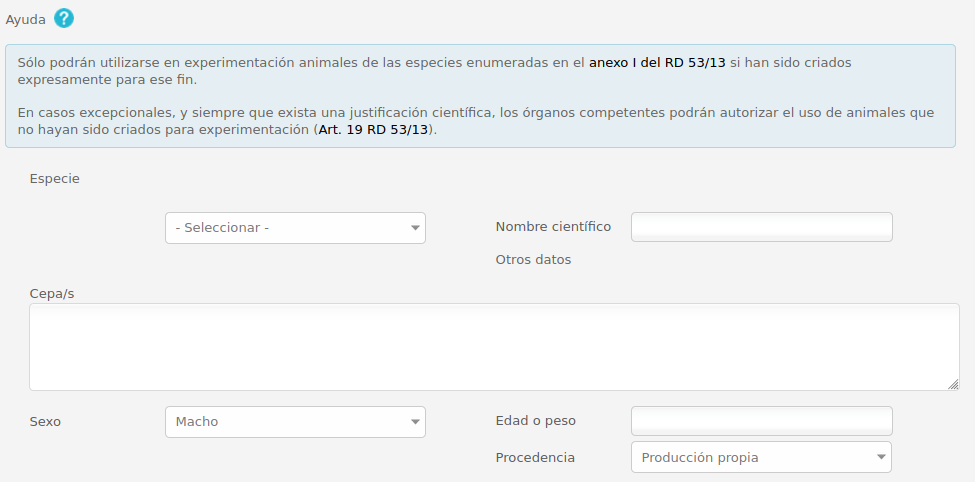 Ayuda ?
Sólo podrán utilizarse en experimentación animales de las especies enumeradas en el anexo I del RD 53/13 si han sido criados
expresamente para ese fin.
En casos excepcionales, y siempre que exista una justificación científica, los órganos competentes podrán autorizar el uso de animales que
no hayan sido criados para experimentación (Art. 19 RD 53/13).
Especie
- Seleccionar - Nombre científico
Otros datos
Cepa/s
Sexo Macho Edad o peso
Procedencia Producción propia